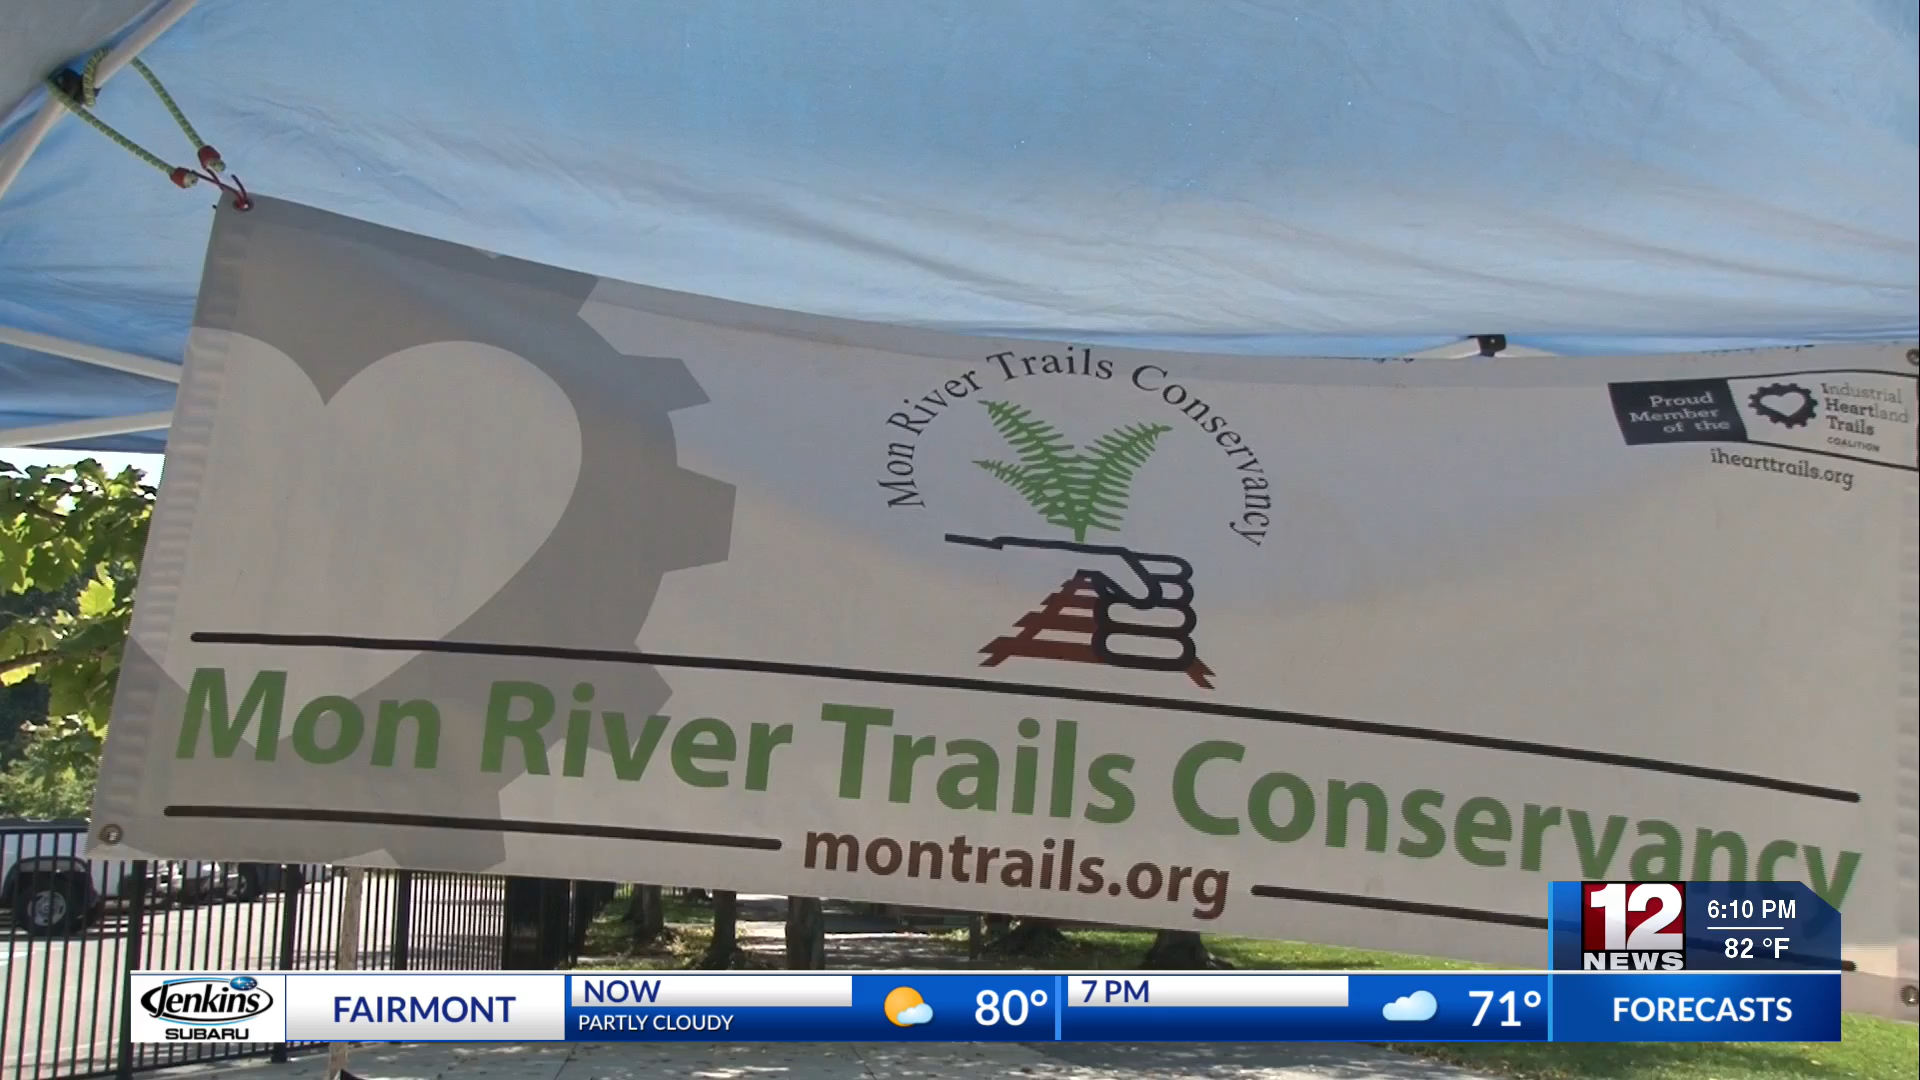 Mon River Trails Conservancy
Proud
Member
of the
Industrial
Heartland
Trails
COALITION
ihearttrails.org
Mon River Trails Conservancy
montrails.org
12
NEWS
6:10 PM
82 °F
Jenkins
SUBARU
FAIRMONT
NOW
PARTLY CLOUDY
80°
7 PM
71°
FORECASTS